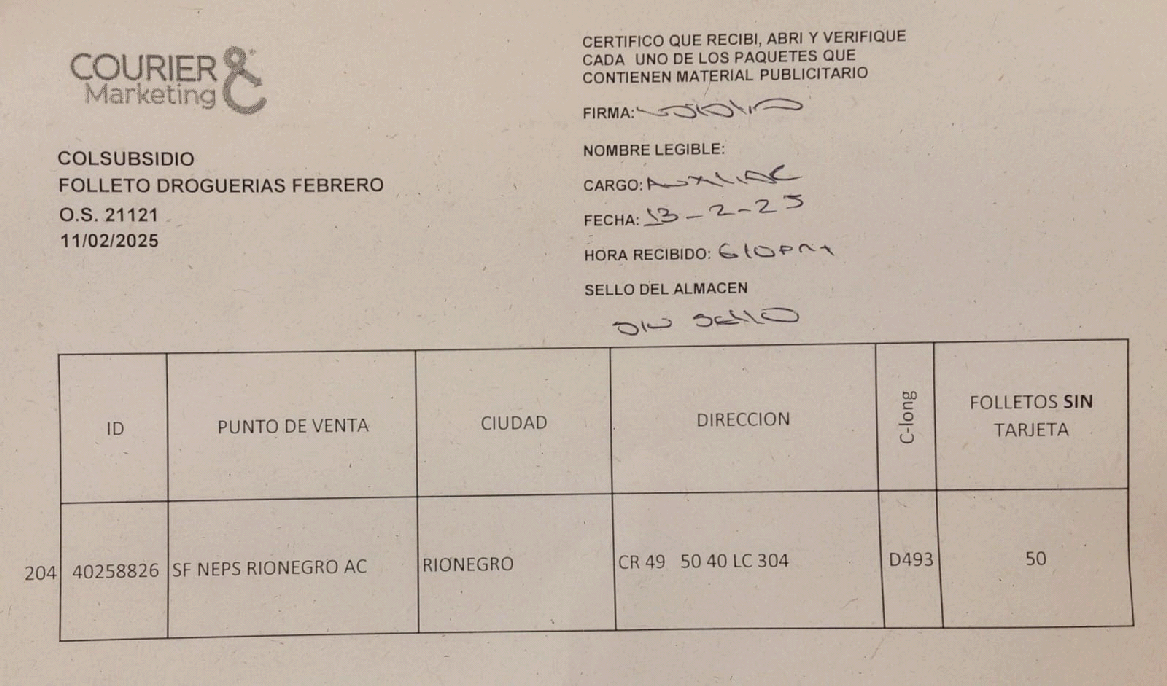 COURIER &
Marketing
COLSUBSIDIO
FOLLETO DROGUERIAS FEBRERO
O.S. 21121
11/02/2025
CERTIFICO QUE RECIBI, ABRI Y VERIFIQUE
CADA UNO DE LOS PAQUETES QUE
CONTIENEN MATERIAL PUBLICITARIO
FIRMA:
NOMBRE LEGIBLE:
CARGO: AUXLIAR
FECHA: 13-2-25
HORA RECIBIDO: 610PM
SELLO DEL ALMACEN
SIN SELLO
ID PUNTO DE VENTA CIUDAD DIRECCION C-long FOLLETOS SIN
TARJETA
204 40258826 SF NEPS RIONEGRO AC RIONEGRO CR 49 50 40 LC 304 D493 50